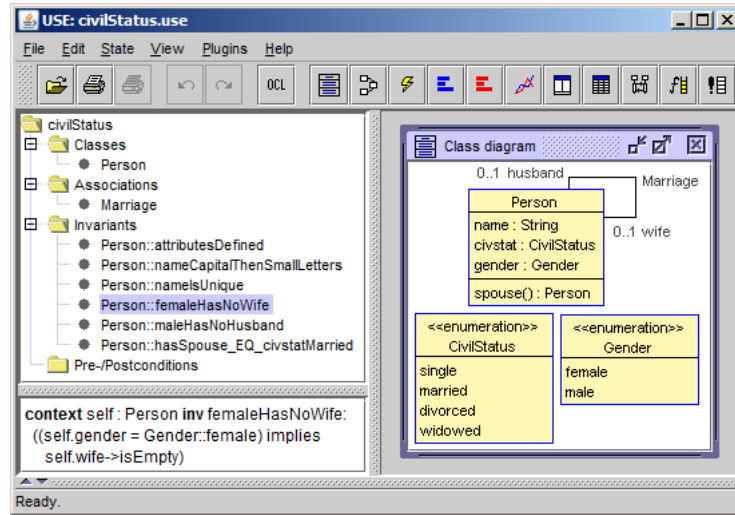 USE: civilStatus.use
File Edit State View Plugins Help
OCL
civilStatus
Classes
Person
Associations
Marriage
Invariants
Person::attributesDefined
Person::nameCapitalThenSmallLetters
Person::nameIsUnique
Person::femaleHasNoWife
Person::maleHasNoHusband
Person::hasSpouse_EQ_civstatMarried
Pre-/Postconditions
context self : Person inv femaleHasNoWife:
((self.gender = Gender::female) implies
self.wife->isEmpty)
Class diagram
0..1 husband
Marriage
Person
name : String
civstat : CivilStatus
gender : Gender
0..1 wife
spouse() : Person
<<enumeration>>
CivilStatus
single
married
divorced
widowed
<<enumeration>>
Gender
female
male
Ready.